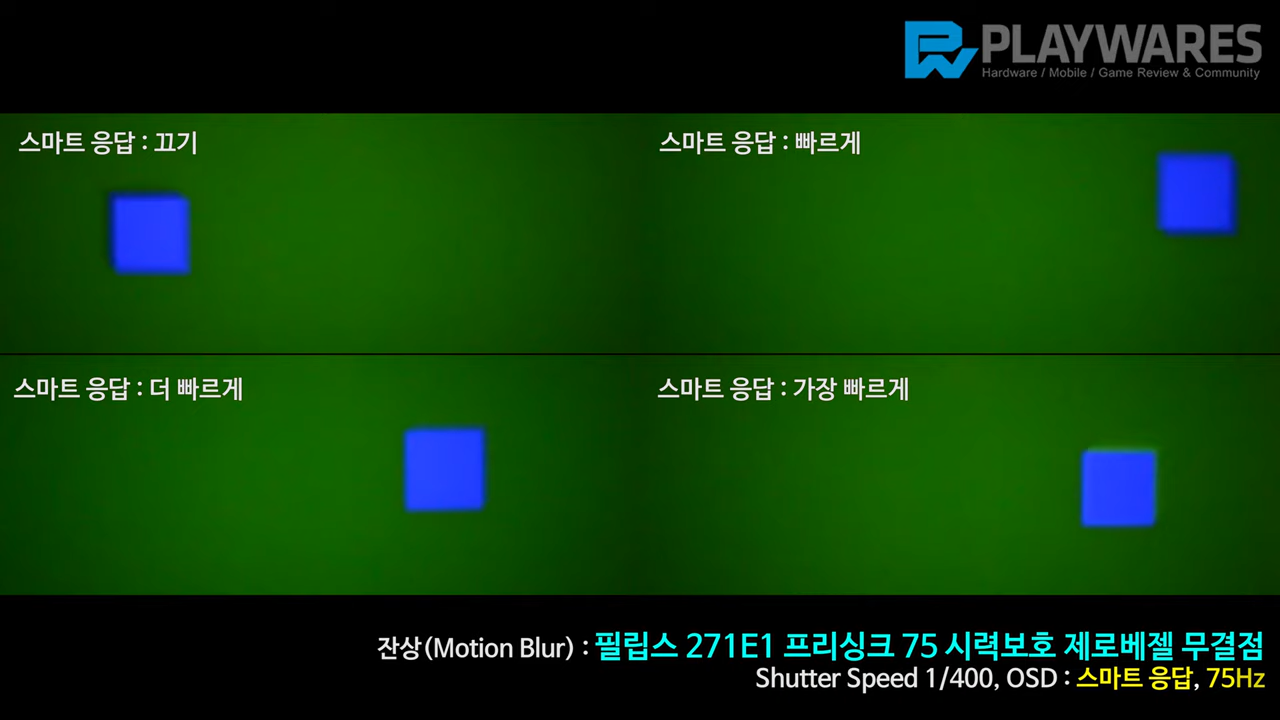 PLAYWARES
Hardware / Mobile / Game Review & Community
스마트 응답 : 끄기
스마트 응답 : 빠르게
스마트 응답 : 더 빠르게
스마트 응답 : 가장 빠르게
잔상(Motion Blur) : 필립스 271E1 프리싱크 75 시력보호 제로베젤 무결점
Shutter Speed 1/400, OSD : 스마트 응답, 75Hz